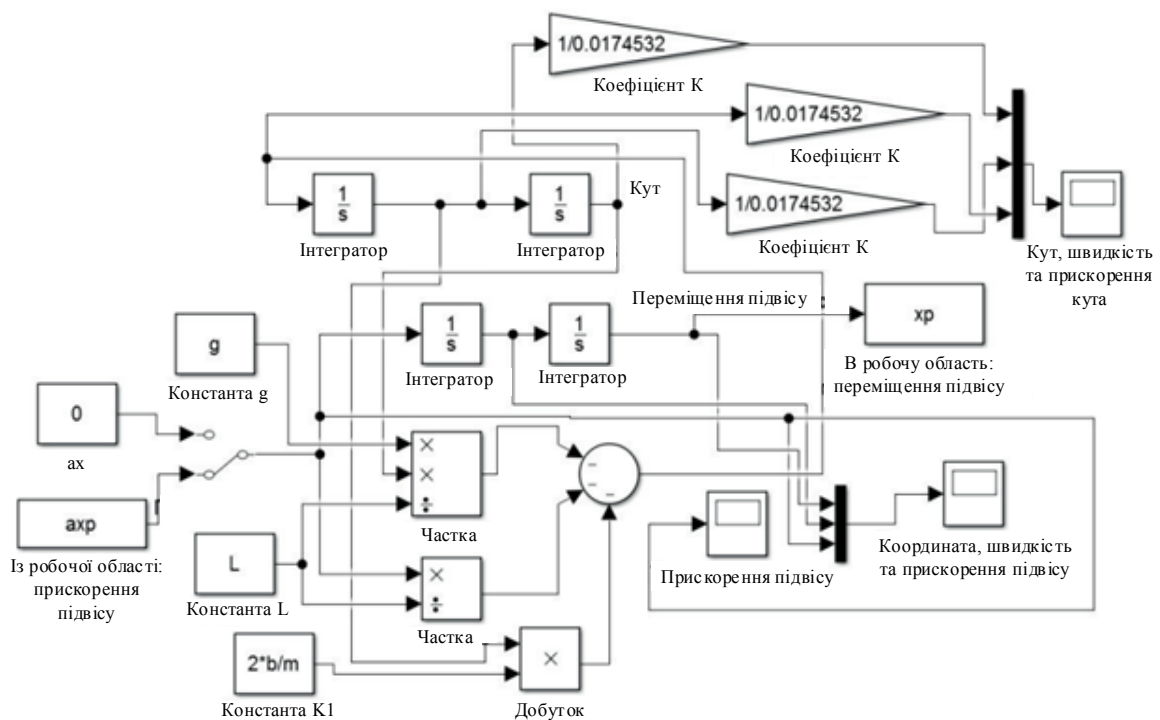 1/0.0174532
Коефіцієнт К
1/0.0174532
Коефіцієнт К
1
s
Інтегратор
1
s
Інтегратор
Кут
1/0.0174532
Коефіцієнт К
Кут, швидкість
та прискорення
кута
g
Константа g
1
s
Інтегратор
1
s
Інтегратор
Переміщення підвісу
xp
В робочу область:
переміщення підвісу
0
ax
axp
Із робочої області:
прискорення
підвісу
×
×
÷
Частка
–
–
–
L
Константа L
×
÷
Частка
Прискорення підвісу
Координата, швидкість
та прискорення підвісу
2*b/m
Константа K1
×
Добуток